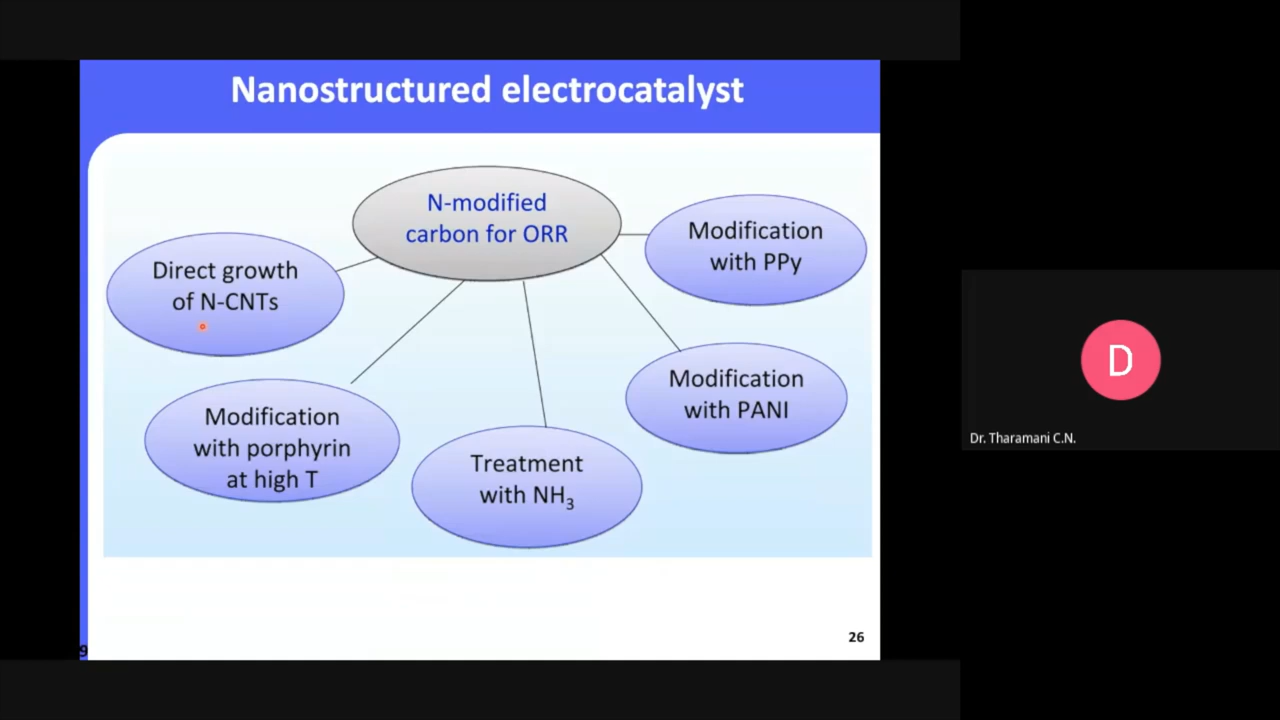 Nanostructured electrocatalyst
N-modified
carbon for ORR
Modification
with PPy
Direct growth
of N-CNTs
Modification
with PANI
Modification
with porphyrin
at high T
Treatment
with NH₃
26
9
D
Dr. Tharamani C.N.